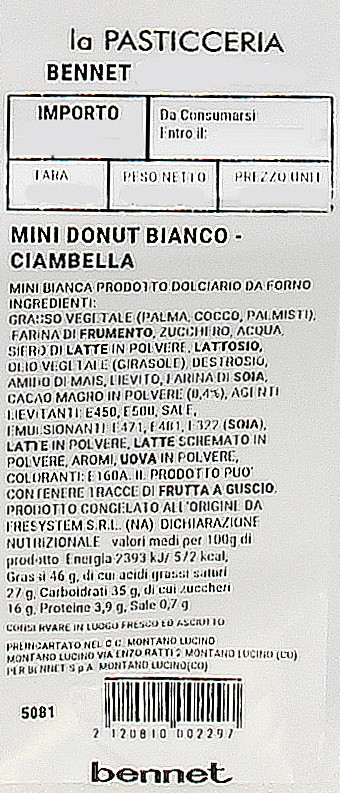 la PASTICCERIA
BENNET
IMPORTO
Da Consumarsi
Entro il:
TARA
PESO NETTO
PREZZO UNIT
MINI DONUT BIANCO -
CIAMBELLA
MINI BIANCA PRODOTTO DOLCIARIO DA FORNO
INGREDIENTI:
GRASSO VEGETALE (PALMA, COCCO, PALMISTI),
FARINA DI FRUMENTO, ZUCCHERO, ACQUA,
SIERO DI LATTE IN POLVERE, LATTOSIO,
OLIO VEGETALE (GIRASOLE), DESTROSIO,
AMIDO DI MAIS, LIEVITO, FARINA DI SOIA,
CACAO MAGRO IN POLVERE (0,4%), AGENTI
LIEVITANTI: E450, E500, SALE,
EMULSIONANTI: E471, E481, E322 (SOIA),
LATTE IN POLVERE, LATTE SCREMATO IN
POLVERE, AROMI, UOVA IN POLVERE,
COLORANTI: E160A. IL PRODOTTO PUO'
CONTENERE TRACCE DI FRUTTA A GUSCIO.
PRODOTTO CONGELATO ALL'ORIGINE DA
FRESYSTEM S.R.L. (NA) DICHIARAZIONE
NUTRIZIONALE valori medi per 100g di
prodotto Energia 2393 kJ/ 572 kcal,
Grassi 46 g, di cui acidi grassi saturi
27 g, Carboidrati 35 g, di cui zuccheri
16 g, Proteine 3,9 g, Sale 0,7 g
CONSERVARE IN LUOGO FRESCO ED ASCIUTTO
PREINCARTATO NEL C.C. MONTANO LUCINO
MONTANO LUCINO VIA ENZO RATTI 2 MONTANO LUCINO (CO)
PER BENNET S.p.A. MONTANO LUCINO(CO)
5081
2 120810 002297
bennet